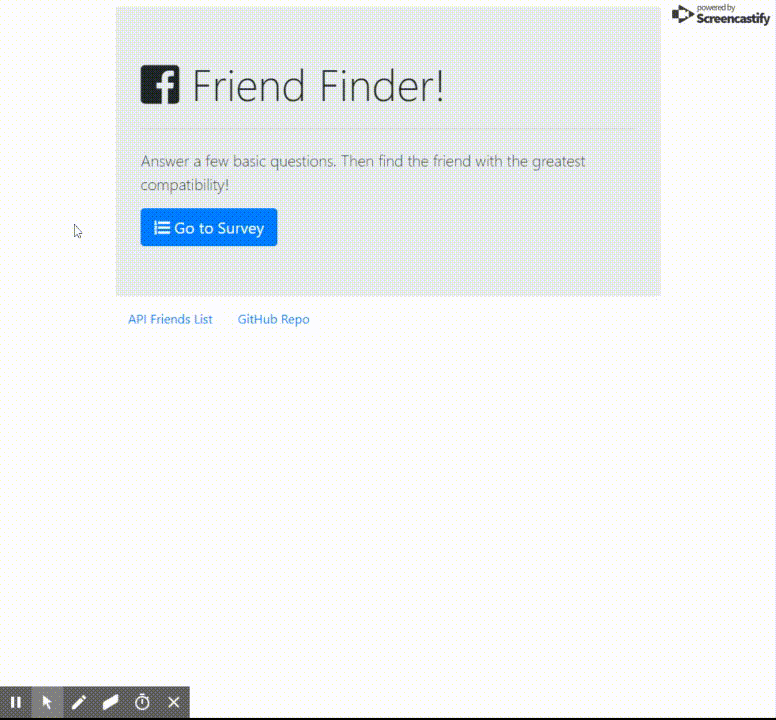 powered by
Screencastify
Friend Finder!
Answer a few basic questions. Then find the friend with the greatest
compatibility!
Go to Survey
API Friends List GitHub Repo